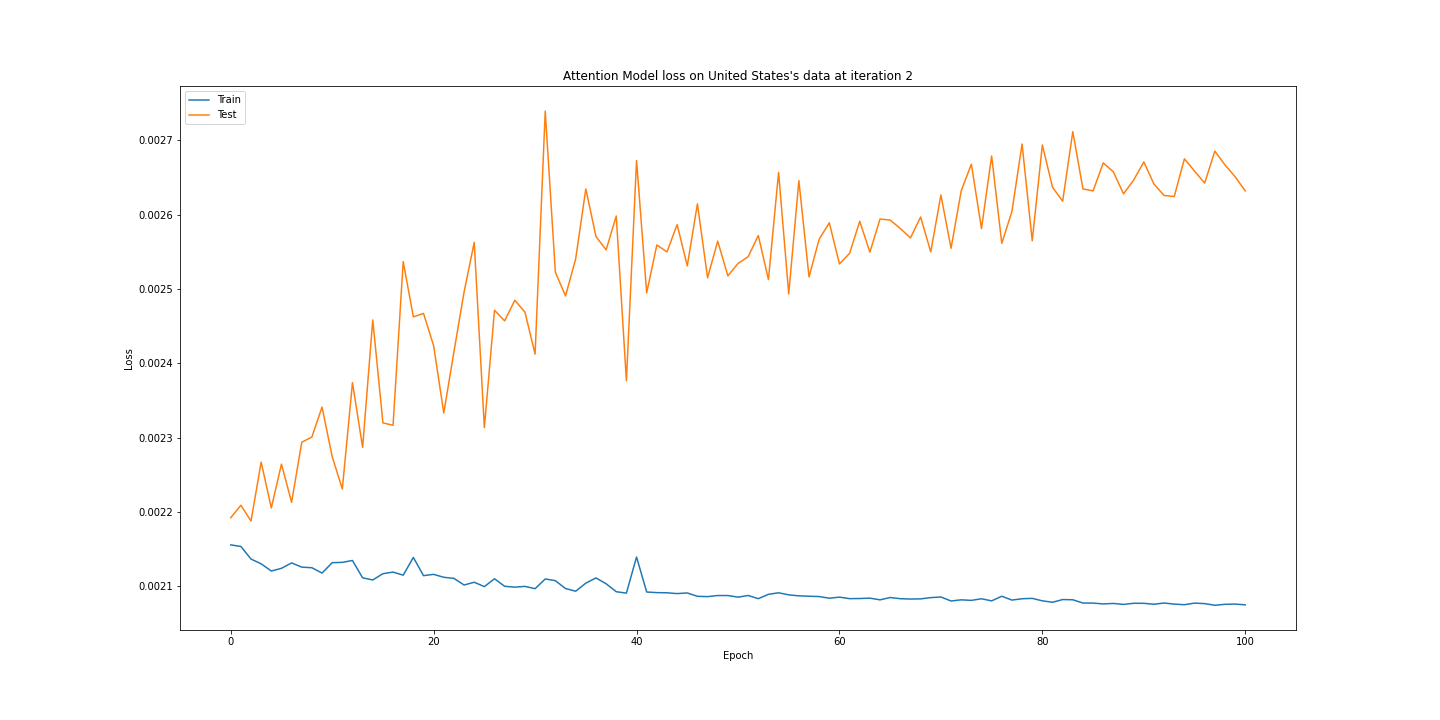 Attention Model loss on United States's data at iteration 2
Train
Test
0.0027
0.0026
0.0025
0.0024
0.0023
0.0022
0.0021
Loss
0 20 40 60 80 100
Epoch